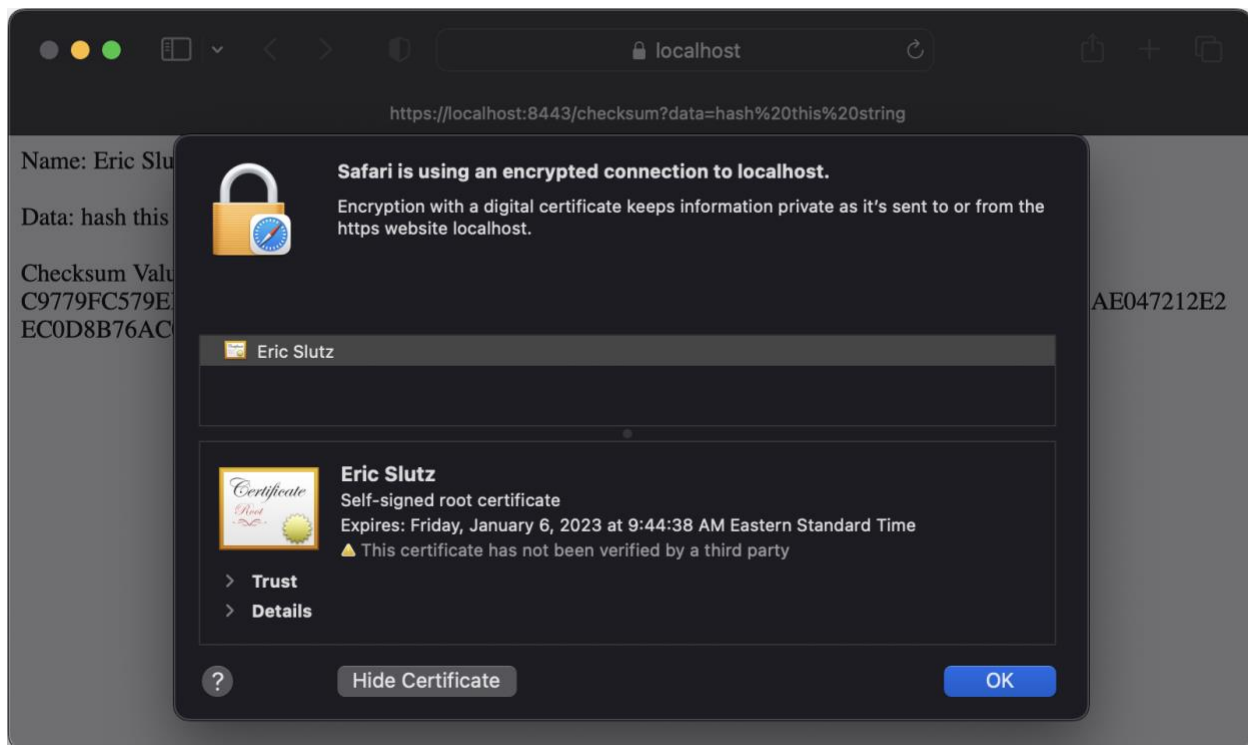 localhost
https://localhost:8443/checksum?data=hash%20this%20string
Name: Eric Slu
Data: hash this
Checksum Valu
C9779FC579E
AE047212E2
EC0D8B76AC
Safari is using an encrypted connection to localhost.
Encryption with a digital certificate keeps information private as it's sent to or from the
https website localhost.
Eric Slutz
Certificate
Root
Eric Slutz
Self-signed root certificate
Expires: Friday, January 6, 2023 at 9:44:38 AM Eastern Standard Time
This certificate has not been verified by a third party
Trust
Details
?
Hide Certificate
OK